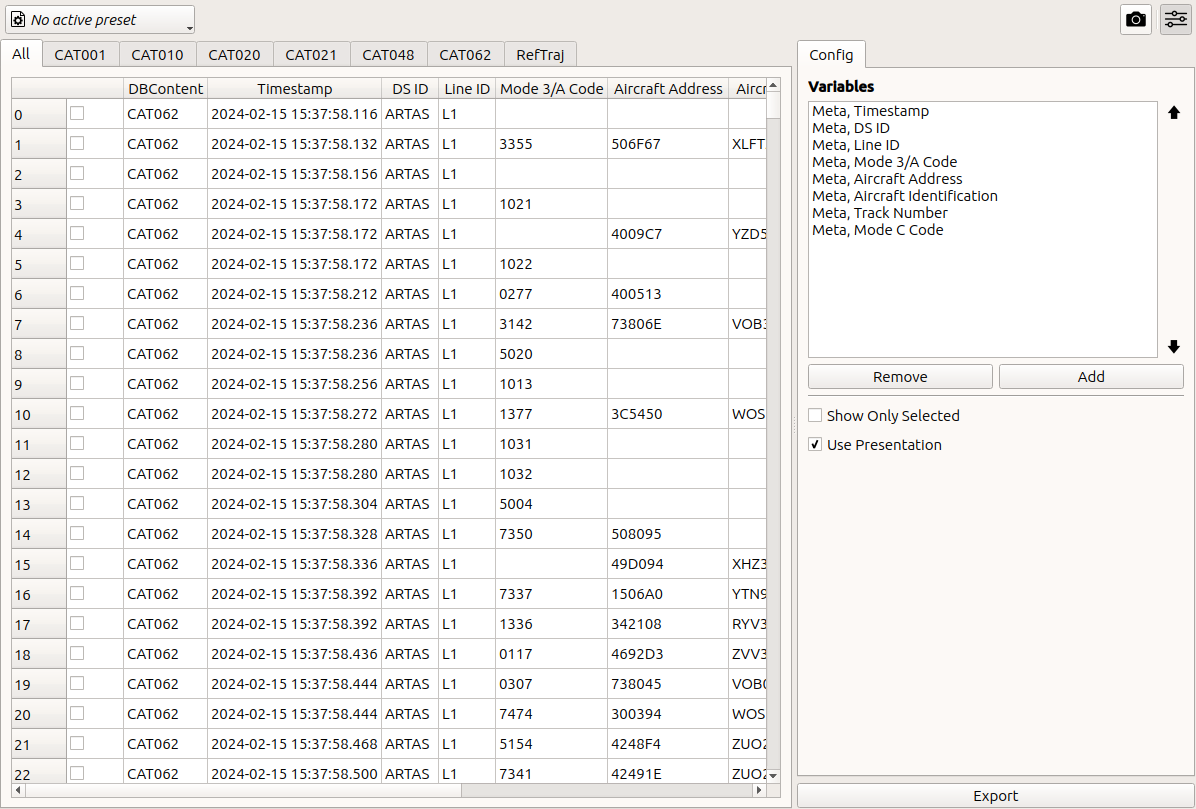 No active preset
All CAT001 CAT010 CAT020 CAT021 CAT048 CAT062 RefTraj
DBContent Timestamp DS ID Line ID Mode 3/A Code Aircraft Address Aircr
0 CAT062 2024-02-15 15:37:58.116 ARTAS L1
1 CAT062 2024-02-15 15:37:58.132 ARTAS L1 3355 506F67 XLFT
2 CAT062 2024-02-15 15:37:58.156 ARTAS L1
3 CAT062 2024-02-15 15:37:58.172 ARTAS L1 1021
4 CAT062 2024-02-15 15:37:58.172 ARTAS L1 4009C7 YZD5
5 CAT062 2024-02-15 15:37:58.172 ARTAS L1 1022
6 CAT062 2024-02-15 15:37:58.212 ARTAS L1 0277 400513
7 CAT062 2024-02-15 15:37:58.236 ARTAS L1 3142 73806E VOB3
8 CAT062 2024-02-15 15:37:58.236 ARTAS L1 5020
9 CAT062 2024-02-15 15:37:58.256 ARTAS L1 1013
10 CAT062 2024-02-15 15:37:58.272 ARTAS L1 1377 3C5450 WOS
11 CAT062 2024-02-15 15:37:58.280 ARTAS L1 1031
12 CAT062 2024-02-15 15:37:58.280 ARTAS L1 1032
13 CAT062 2024-02-15 15:37:58.304 ARTAS L1 5004
14 CAT062 2024-02-15 15:37:58.328 ARTAS L1 7350 508095
15 CAT062 2024-02-15 15:37:58.336 ARTAS L1 49D094 XHZ3
16 CAT062 2024-02-15 15:37:58.392 ARTAS L1 7337 1506A0 YTN9
17 CAT062 2024-02-15 15:37:58.392 ARTAS L1 1336 342108 RYV3
18 CAT062 2024-02-15 15:37:58.436 ARTAS L1 0117 4692D3 ZVV3
19 CAT062 2024-02-15 15:37:58.444 ARTAS L1 0307 738045 VOB0
20 CAT062 2024-02-15 15:37:58.444 ARTAS L1 7474 300394 WOS
21 CAT062 2024-02-15 15:37:58.468 ARTAS L1 5154 4248F4 ZUO2
22 CAT062 2024-02-15 15:37:58.500 ARTAS L1 7341 42491E ZUO2
Config
Variables
Meta, Timestamp
Meta, DS ID
Meta, Line ID
Meta, Mode 3/A Code
Meta, Aircraft Address
Meta, Aircraft Identification
Meta, Track Number
Meta, Mode C Code
Remove Add
Show Only Selected
Use Presentation
Export